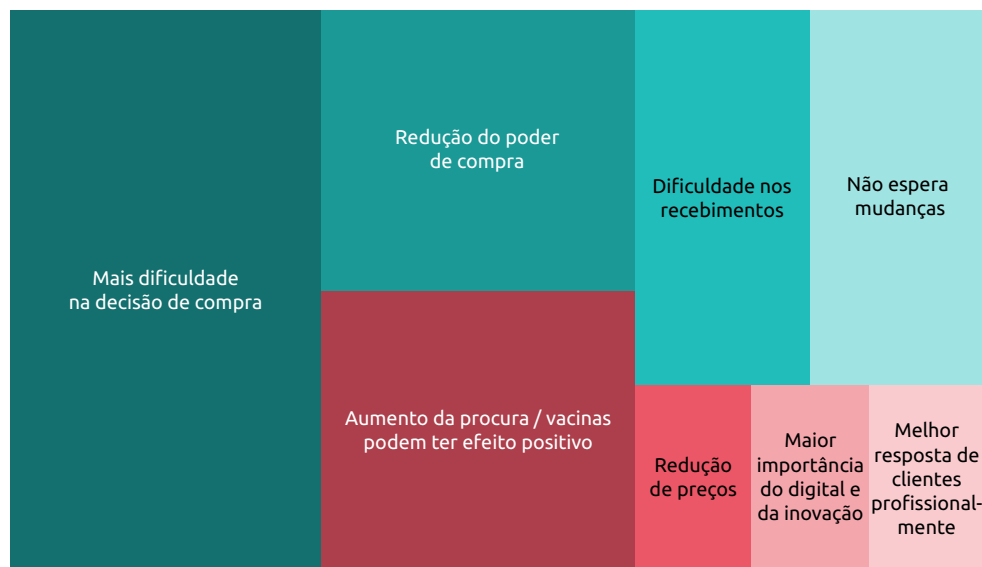 Mais dificuldade
na decisão de compra
Redução do poder
de compra
Aumento da procura / vacinas
podem ter efeito positivo
Dificuldade nos
recebimentos
Não espera
mudanças
Redução
de preços
Maior
importância
do digital e
da inovação
Melhor
resposta de
clientes
profissional-
mente